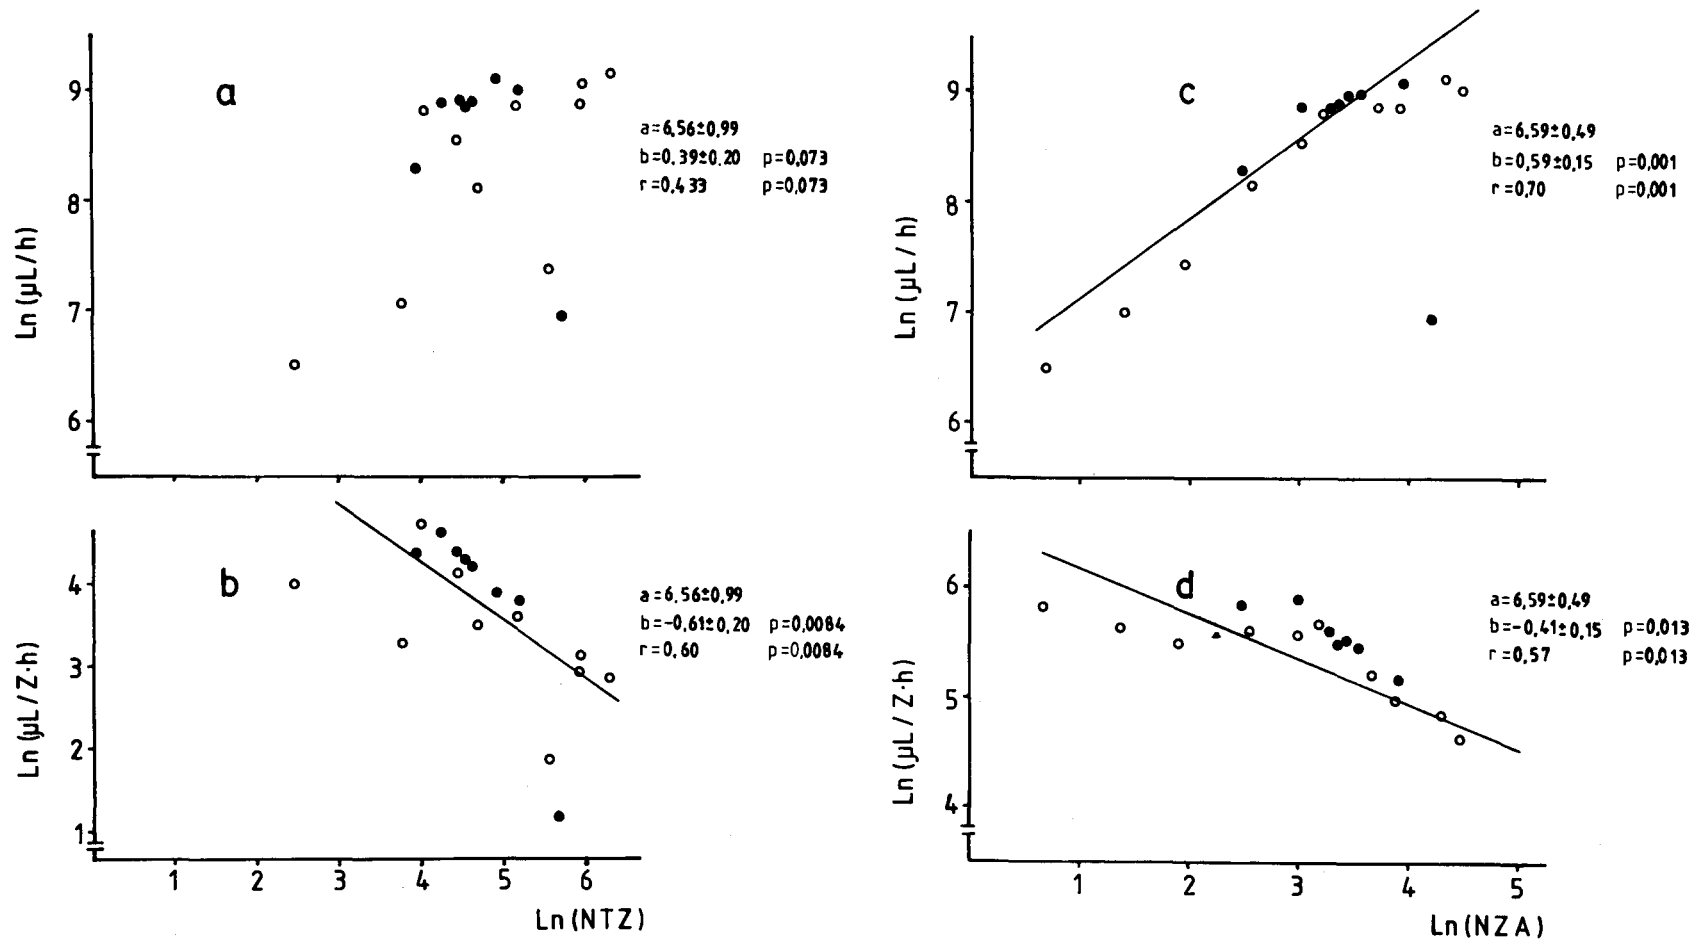 a
9
8
7
6
Ln (µL/h)
a=6,56±0,99
b=0,39±0,20 p=0,073
r=0,433 p=0,073
b
4
3
2
1
Ln (µL/Z·h)
a=6,56±0,99
b=-0,61±0,20 p=0,0084
r=0,60 p=0,0084
1 2 3 4 5 6
Ln (NTZ)
c
9
8
7
6
Ln (µL/h)
a=6,59±0,49
b=0,59±0,15 p=0,001
r=0,70 p=0,001
d
6
5
4
Ln (µL/Z·h)
a=6,59±0,49
b=-0,41±0,15 p=0,013
r=0,57 p=0,013
1 2 3 4 5
Ln (NZA)